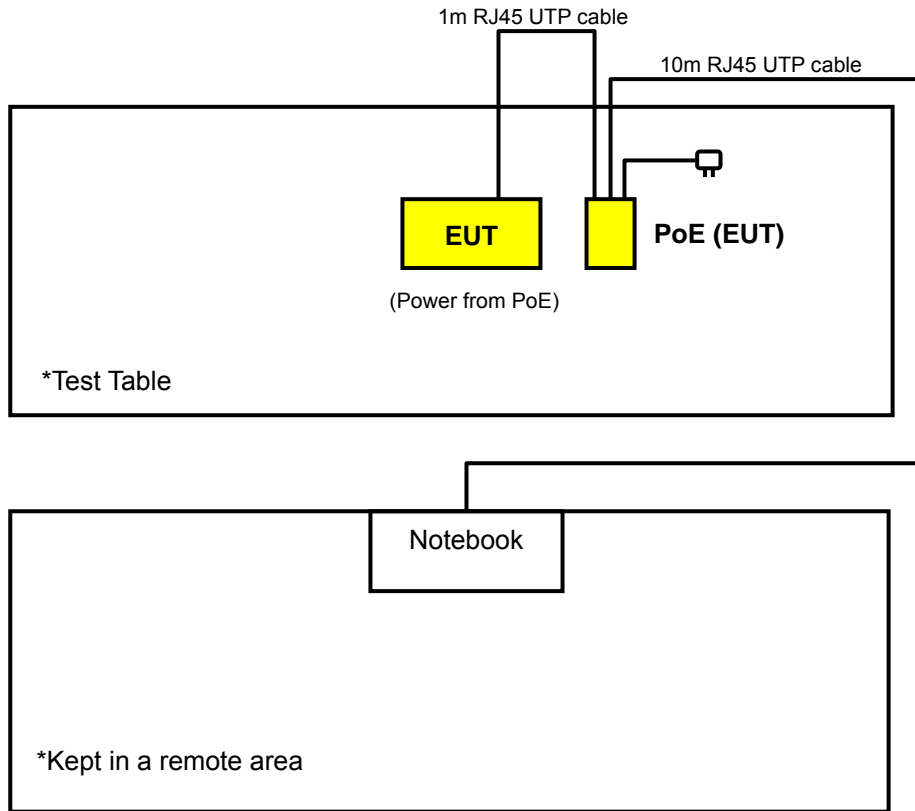 1m RJ45 UTP cable
10m RJ45 UTP cable
EUT
PoE (EUT)
(Power from PoE)
*Test Table
Notebook
*Kept in a remote area